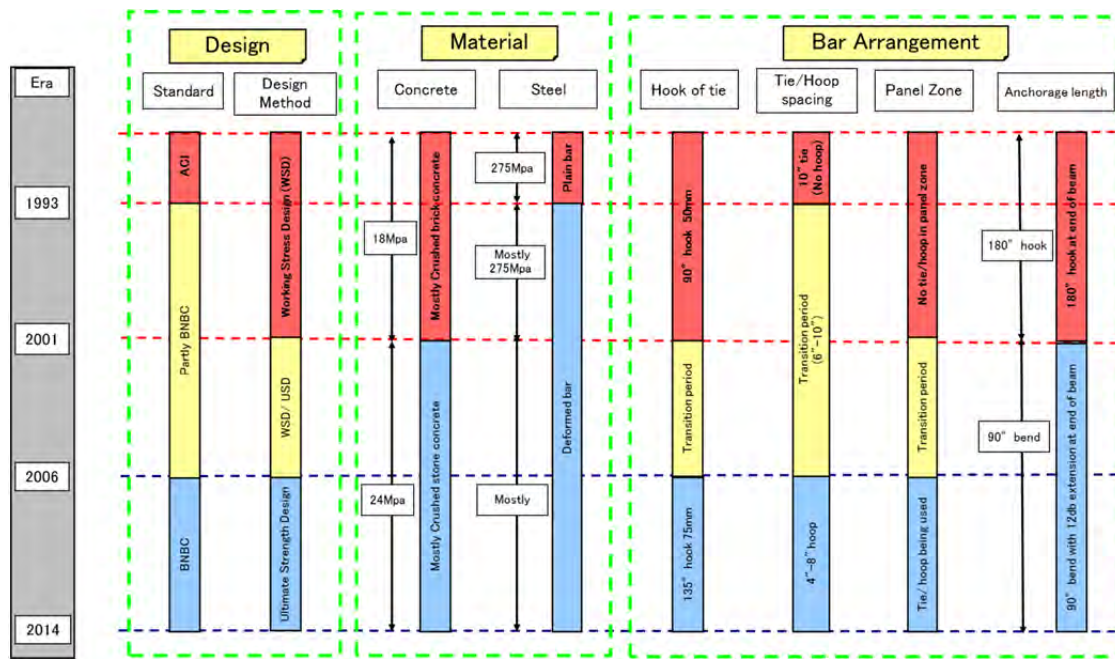 Design
Material
Bar Arrangement
Era
Standard
Design
Method
Concrete
Steel
Hook of tie
Tie/Hoop
spacing
Panel Zone
Anchorage length
1993
2001
2006
2014
ACI
Partly BNBC
BNBC
Working Stress Design (WSD)
WSD/ USD
Ultimate Strength Design
18Mpa
24Mpa
Mostly Crushed brick concrete
Mostly Crushed stone concrete
275Mpa
Mostly
275Mpa
Mostly
Plain bar
Deformed bar
90° hook 50mm
Transition period
135° hook 75mm
10" tie
(No hoop)
Transition period
(6"-10")
4"-8" hoop
No tie/hoop in panel zone
Transition period
Tie/ hoop being used
180° hook
90° bend
180° hook at end of beam
90° bend with 12db extension at end of beam